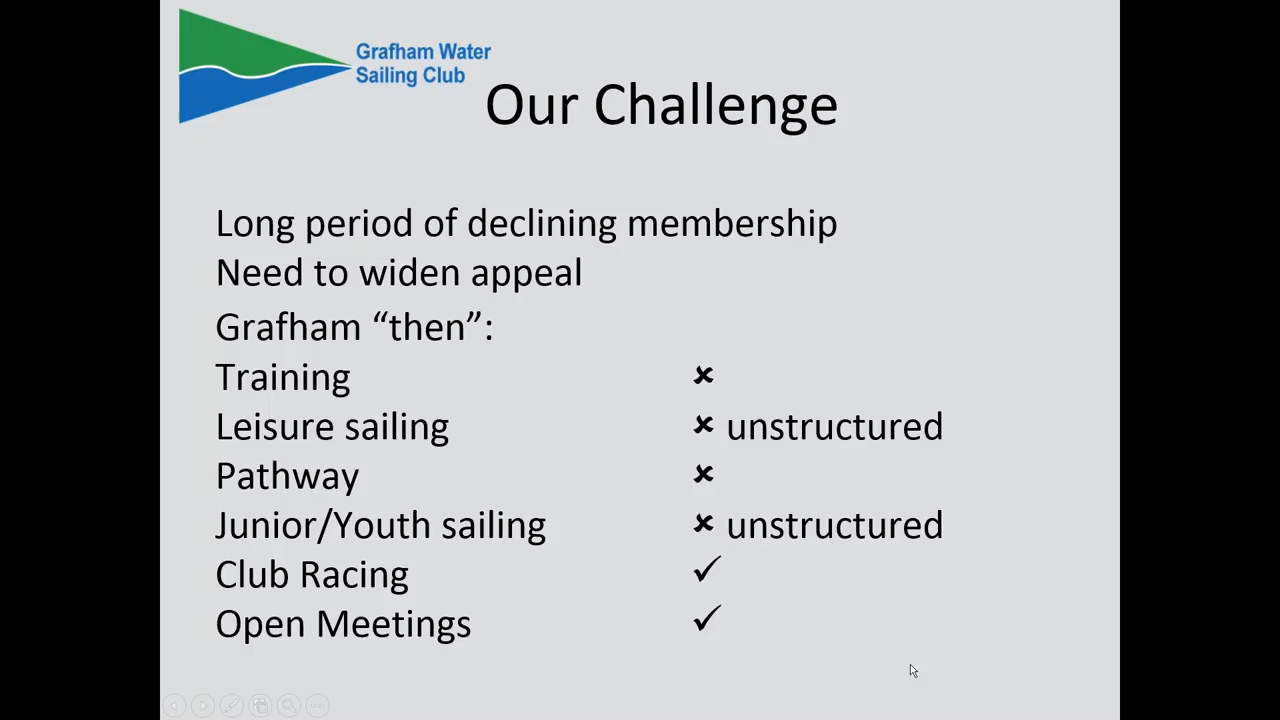 Grafham Water
Sailing Club
Our Challenge
Long period of declining membership
Need to widen appeal
Grafham “then”:
Training ✘
Leisure sailing ✘ unstructured
Pathway ✘
Junior/Youth sailing ✘ unstructured
Club Racing ✓
Open Meetings ✓